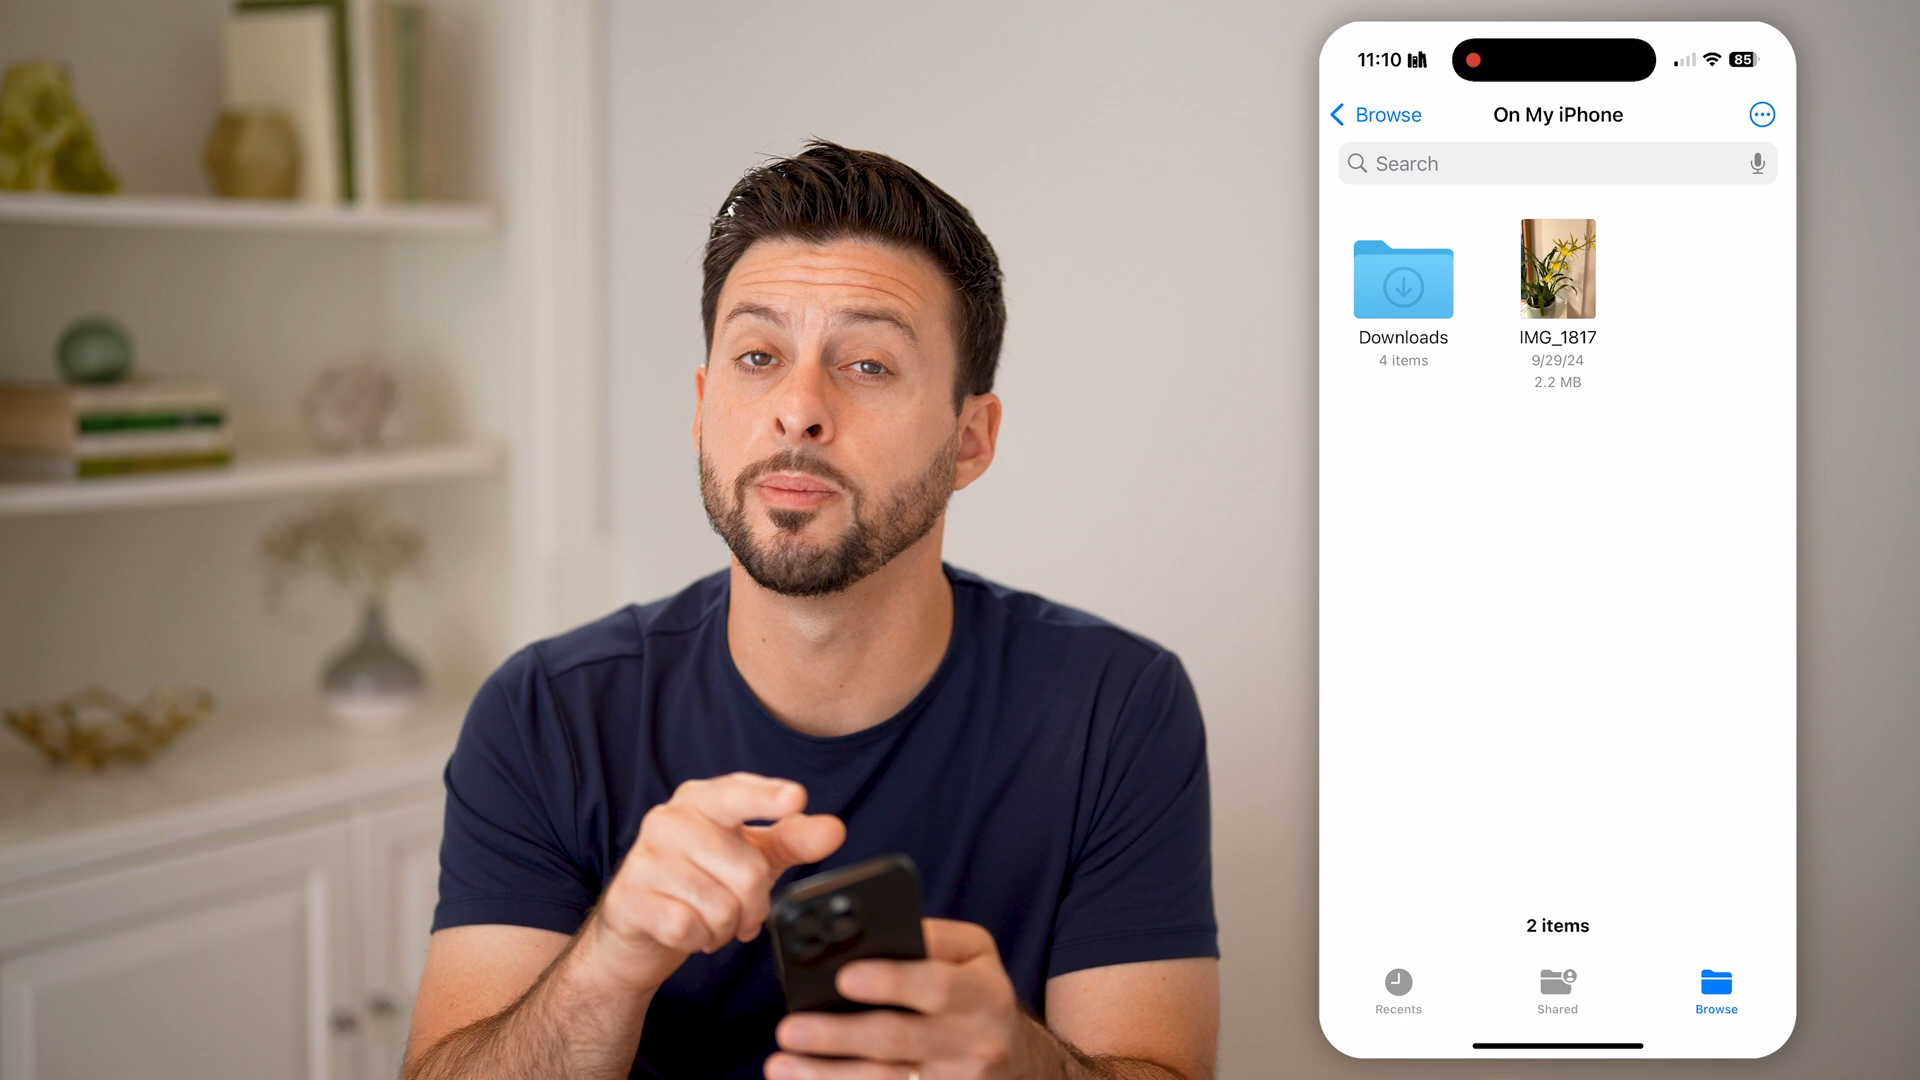 11:10
85
Browse
On My iPhone
Search
Downloads
4 items
IMG_1817
9/29/24
2.2 MB
2 items
Recents
Shared
Browse